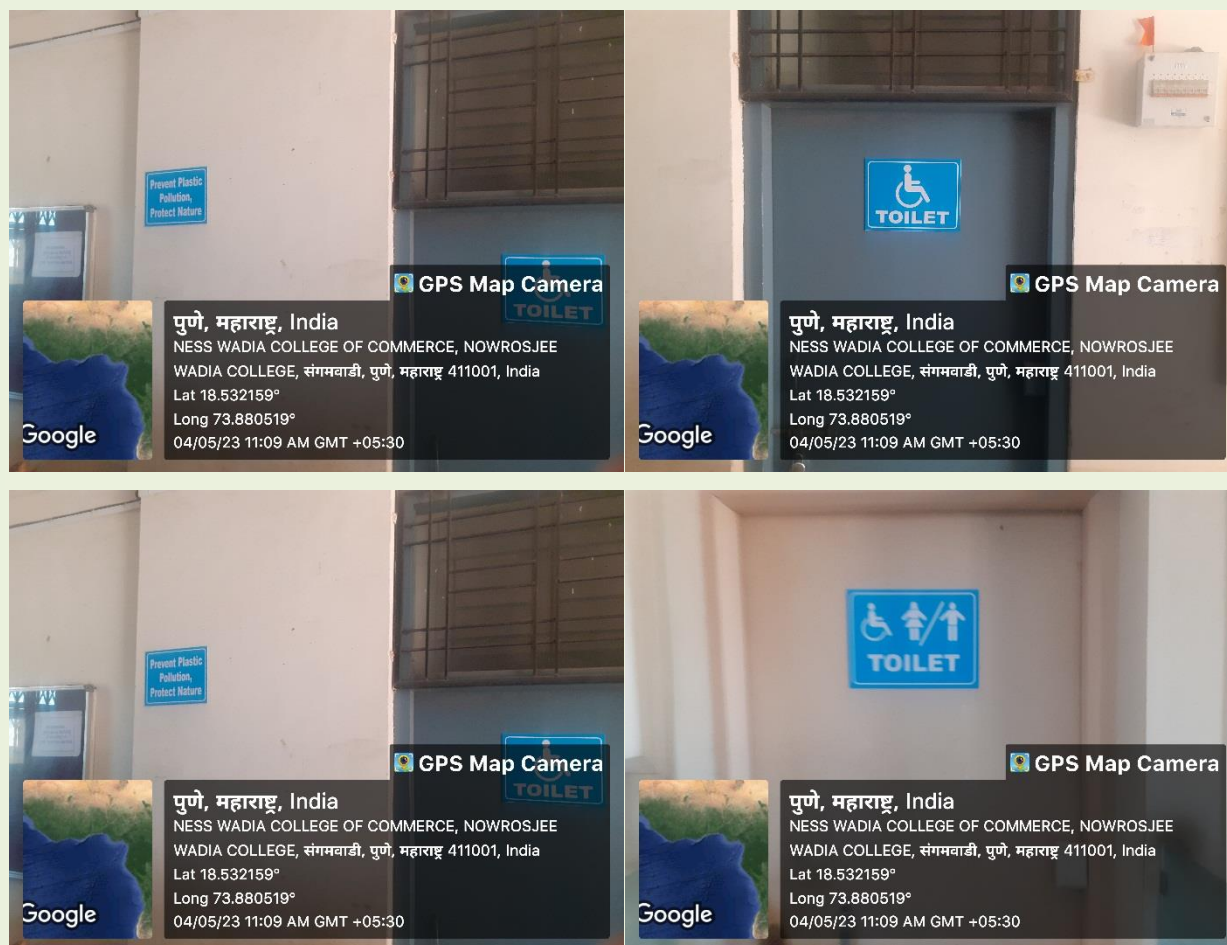 Prevent Plastic
Pollution,
Protect Nature
TOILET
GPS Map Camera
Google
पुणे, महाराष्ट्र, India
NESS WADIA COLLEGE OF COMMERCE, NOWROSJEE
WADIA COLLEGE, संगमवाडी, पुणे, महाराष्ट्र 411001, India
Lat 18.532159°
Long 73.880519°
04/05/23 11:09 AM GMT +05:30
TOILET
GPS Map Camera
Google
पुणे, महाराष्ट्र, India
NESS WADIA COLLEGE OF COMMERCE, NOWROSJEE
WADIA COLLEGE, संगमवाडी, पुणे, महाराष्ट्र 411001, India
Lat 18.532159°
Long 73.880519°
04/05/23 11:09 AM GMT +05:30
Prevent Plastic
Pollution,
Protect Nature
TOILET
GPS Map Camera
Google
पुणे, महाराष्ट्र, India
NESS WADIA COLLEGE OF COMMERCE, NOWROSJEE
WADIA COLLEGE, संगमवाडी, पुणे, महाराष्ट्र 411001, India
Lat 18.532159°
Long 73.880519°
04/05/23 11:09 AM GMT +05:30
TOILET
GPS Map Camera
Google
पुणे, महाराष्ट्र, India
NESS WADIA COLLEGE OF COMMERCE, NOWROSJEE
WADIA COLLEGE, संगमवाडी, पुणे, महाराष्ट्र 411001, India
Lat 18.532159°
Long 73.880519°
04/05/23 11:09 AM GMT +05:30